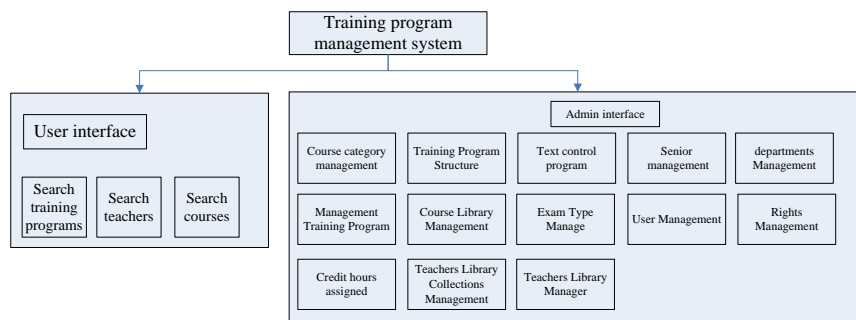 Training program
management system
User interface
Search
training
programs
Search
teachers
Search
courses
Admin interface
Course category
management
Training Program
Structure
Text control
program
Senior
management
departments
Management
Management
Training Program
Course Library
Management
Exam Type
Manage
User Management
Rights
Management
Credit hours
assigned
Teachers Library
Collections
Management
Teachers Library
Manager